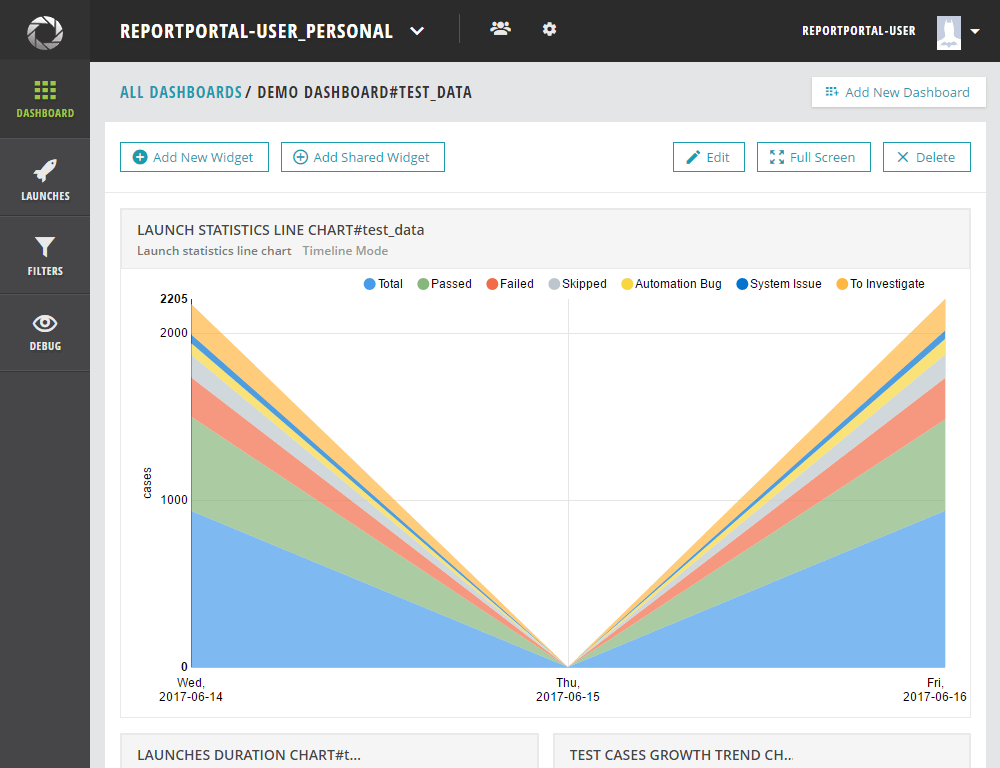 REPORTPORTAL-USER_PERSONAL
REPORTPORTAL-USER
DASHBOARD
LAUNCHES
FILTERS
DEBUG
ALL DASHBOARDS / DEMO DASHBOARD#TEST_DATA
Add New Dashboard
Add New Widget
Add Shared Widget
Edit
Full Screen
Delete
LAUNCH STATISTICS LINE CHART#test_data
Launch statistics line chart Timeline Mode
Total Passed Failed Skipped Automation Bug System Issue To Investigate
2205
2000
cases
1000
0
Wed,
2017-06-14
Thu,
2017-06-15
Fri,
2017-06-16
LAUNCHES DURATION CHART#t...
TEST CASES GROWTH TREND CH...